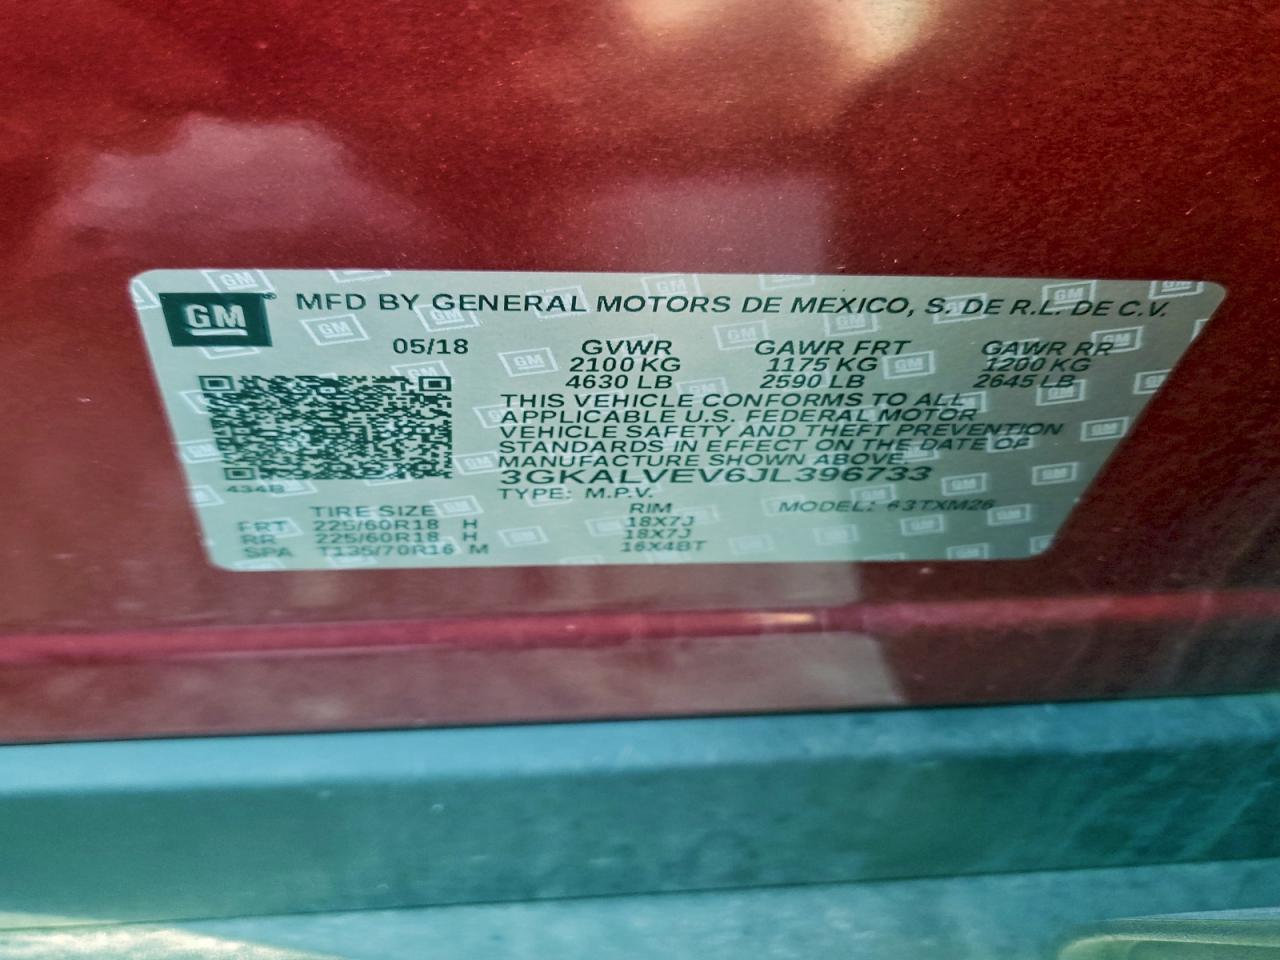 GM® MFD BY GENERAL MOTORS DE MEXICO, S. DE R.L. DE C.V.
05/18 GVWR GAWR FRT GAWR RR
2100 KG 1175 KG 1200 KG
4630 LB 2590 LB 2645 LB
THIS VEHICLE CONFORMS TO ALL
APPLICABLE U.S. FEDERAL MOTOR
VEHICLE SAFETY AND THEFT PREVENTION
STANDARDS IN EFFECT ON THE DATE OF
MANUFACTURE SHOWN ABOVE.
3GKALVEV6JL396733
434B
TYPE: M.P.V.
TIRE SIZE RIM MODEL: 63TXM26
FRT 225/60R18 H 18X7J
RR 225/60R18 H 18X7J
SPA T135/70R16 M 16X4BT